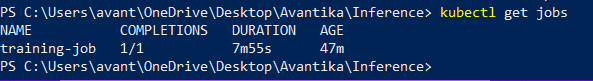 PS C:\Users\avant\OneDrive\Desktop\Avantika\Inference> kubectl get jobs
NAME COMPLETIONS DURATION AGE
training-job 1/1 7m55s 47m
PS C:\Users\avant\OneDrive\Desktop\Avantika\Inference>